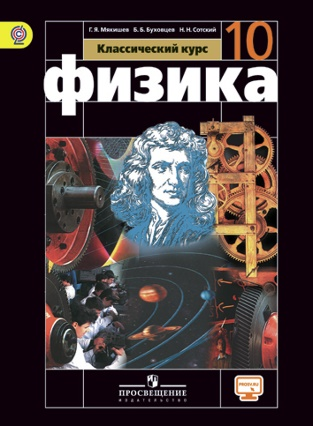 Г. Я. Мякишев Б. Б. Буховцев Н. Н. Сотский
Классический курс 10
физика
ПРОСВЕЩЕНИЕ
ИЗДАТЕЛЬСТВО